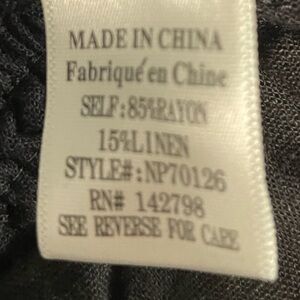 MADE IN CHINA
Fabriqué en Chine
SELF:85%RAYON
15%LINEN
STYLE#:NP70126
RN# 142798
SEE REVERSE FOR CARE